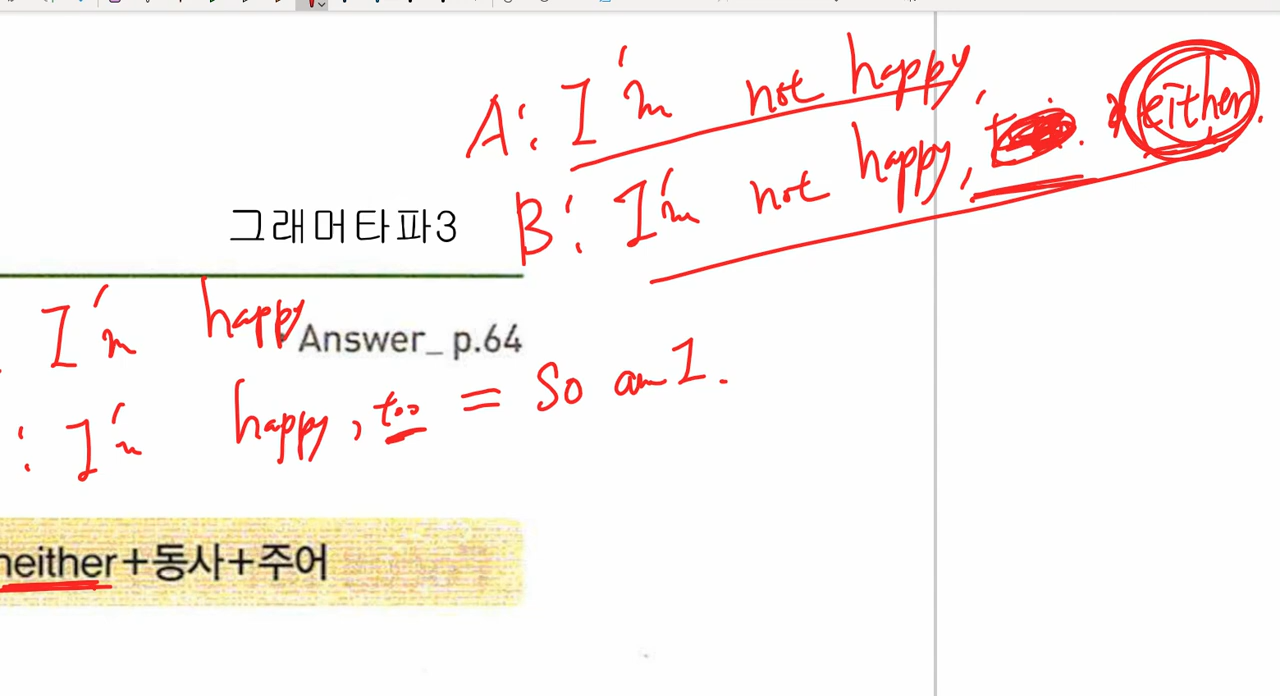 A: I'm not happy.
B: I'm not happy, either.
그래머타파3
I'm happy
Answer_ p.64
: I'm happy, too = So am I.
neither+동사+주어